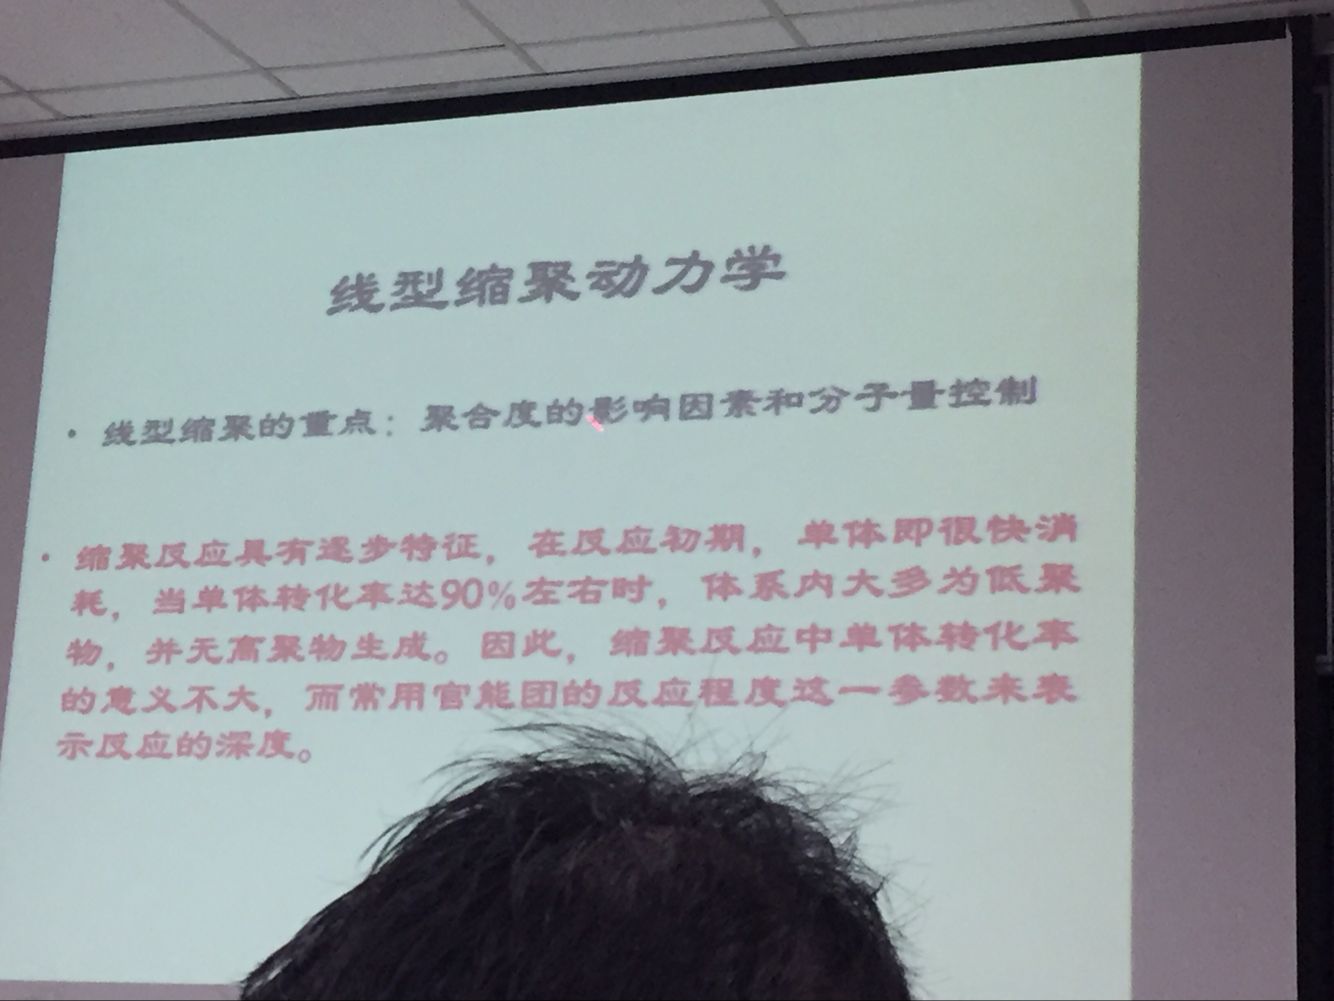 线型缩聚动力学
• 线型缩聚的重点：聚合度的影响因素和分子量控制
• 缩聚反应具有逐步特征，在反应初期，单体即很快消
耗，当单体转化率达90%左右时，体系内大多为低聚
物，并无高聚物生成。因此，缩聚反应中单体转化率
的意义不大，而常用官能团的反应程度这一参数来表
示反应的深度。